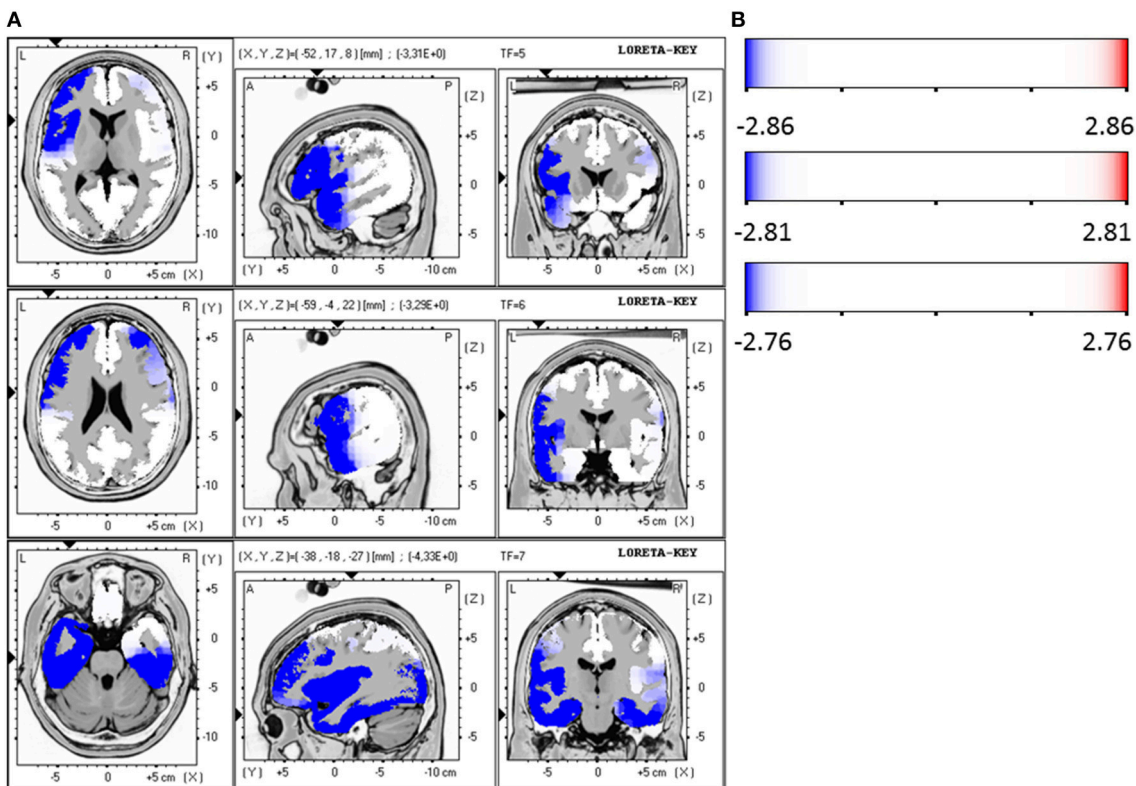 A
B
(X, Y, Z)=(-52, 17, 8) [mm] ; (-3,31E+0) TF=5 LORETA-KEY
L R (Y) A P (Z) L R (Z)
+5 0 -5 -10
+5 0 -5
+5 0 -5
-5 0 +5 cm (X) (Y) +5 0 -5 -10 cm -5 0 +5 cm (X)
(X, Y, Z)=(-59, -4, 22) [mm] ; (-3,29E+0) TF=6 LORETA-KEY
L R (Y) A P (Z) L R (Z)
+5 0 -5 -10
+5 0 -5
+5 0 -5
-5 0 +5 cm (X) (Y) +5 0 -5 -10 cm -5 0 +5 cm (X)
(X, Y, Z)=(-38, -18, -27) [mm] ; (-4,33E+0) TF=7 LORETA-KEY
L R (Y) A P (Z) L R (Z)
+5 0 -5 -10
+5 0 -5
+5 0 -5
-5 0 +5 cm (X) (Y) +5 0 -5 -10 cm -5 0 +5 cm (X)
-2.86 2.86
-2.81 2.81
-2.76 2.76